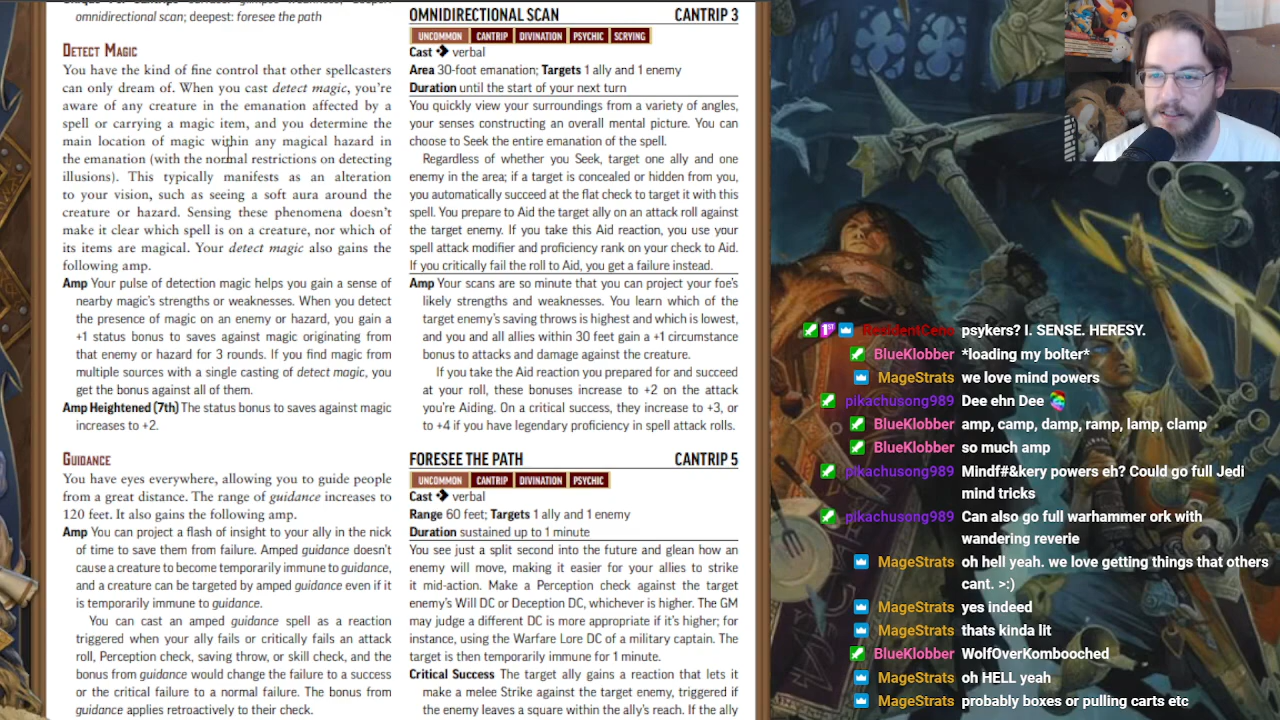 omnidirectional scan; deepest: foresee the path
DETECT MAGIC
You have the kind of fine control that other spellcasters
can only dream of. When you cast detect magic, you're
aware of any creature in the emanation affected by a
spell or carrying a magic item, and you determine the
main location of magic within any magical hazard in
the emanation (with the normal restrictions on detecting
illusions). This typically manifests as an alteration
to your vision, such as seeing a soft aura around the
creature or hazard. Sensing these phenomena doesn't
make it clear which spell is on a creature, nor which of
its items are magical. Your detect magic also gains the
following amp.
Amp Your pulse of detection magic helps you gain a sense of
nearby magic's strengths or weaknesses. When you detect
the presence of magic on an enemy or hazard, you gain a
+1 status bonus to saves against magic originating from
that enemy or hazard for 3 rounds. If you find magic from
multiple sources with a single casting of detect magic, you
get the bonus against all of them.
Amp Heightened (7th) The status bonus to saves against magic
increases to +2.
GUIDANCE
You have eyes everywhere, allowing you to guide people
from a great distance. The range of guidance increases to
120 feet. It also gains the following amp.
Amp You can project a flash of insight to your ally in the nick
of time to save them from failure. Amped guidance doesn't
cause a creature to become temporarily immune to guidance,
and a creature can be targeted by amped guidance even if it
is temporarily immune to guidance.
You can cast an amped guidance spell as a reaction
triggered when your ally fails or critically fails an attack
roll, Perception check, saving throw, or skill check, and the
bonus from guidance would change the failure to a success
or the critical failure to a normal failure. The bonus from
guidance applies retroactively to their check.
OMNIDIRECTIONAL SCAN CANTRIP 3
UNCOMMON CANTRIP DIVINATION PSYCHIC SCRYING
Cast verbal
Area 30-foot emanation; Targets 1 ally and 1 enemy
Duration until the start of your next turn
You quickly view your surroundings from a variety of angles,
your senses constructing an overall mental picture. You can
choose to Seek the entire emanation of the spell.
Regardless of whether you Seek, target one ally and one
enemy in the area; if a target is concealed or hidden from you,
you automatically succeed at the flat check to target it with this
spell. You prepare to Aid the target ally on an attack roll against
the target enemy. If you take this Aid reaction, you use your
spell attack modifier and proficiency rank on your check to Aid.
If you critically fail the roll to Aid, you get a failure instead.
Amp Your scans are so minute that you can project your foe's
likely strengths and weaknesses. You learn which of the
target enemy's saving throws is highest and which is lowest,
and you and all allies within 30 feet gain a +1 circumstance
bonus to attacks and damage against the creature.
If you take the Aid reaction you prepared for and succeed
at your roll, these bonuses increase to +2 on the attack
you're Aiding. On a critical success, they increase to +3, or
to +4 if you have legendary proficiency in spell attack rolls.
FORESEE THE PATH CANTRIP 5
UNCOMMON CANTRIP DIVINATION PSYCHIC
Cast verbal
Range 60 feet; Targets 1 ally and 1 enemy
Duration sustained up to 1 minute
You see just a split second into the future and glean how an
enemy will move, making it easier for your allies to strike
it mid-action. Make a Perception check against the target
enemy's Will DC or Deception DC, whichever is higher. The GM
may judge a different DC is more appropriate if it's higher; for
instance, using the Warfare Lore DC of a military captain. The
target is then temporarily immune for 1 minute.
Critical Success The target ally gains a reaction that lets it
make a melee Strike against the target enemy, triggered if
the enemy leaves a square within the ally's reach. If the ally
psykers? I. SENSE. HERESY.
BlueKlobber *loading my bolter*
MageStrats we love mind powers
pikachusong989 Dee ehn Dee
BlueKlobber amp, camp, damp, ramp, lamp, clamp
BlueKlobber so much amp
pikachusong989 Mindf#&kery powers eh? Could go full Jedi
mind tricks
pikachusong989 Can also go full warhammer ork with
wandering reverie
MageStrats oh hell yeah. we love getting things that others
cant. >:)
MageStrats yes indeed
MageStrats thats kinda lit
BlueKlobber WolfOverKombooched
MageStrats oh HELL yeah
MageStrats probably boxes or pulling carts etc